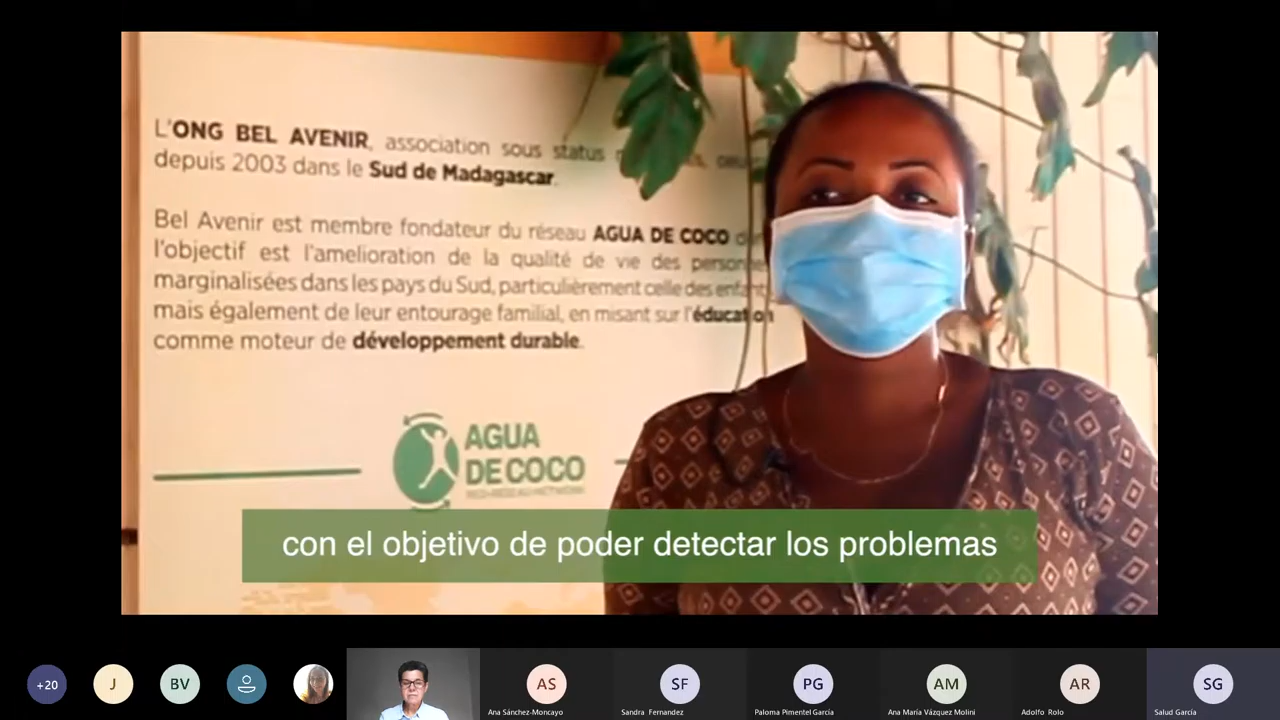 L'ONG BEL AVENIR, association sous status
depuis 2003 dans le Sud de Madagascar.
Bel Avenir est membre fondateur du réseau AGUA DE COCO
l'objectif est l'amelioration de la qualité de vie des
marginalisées dans les pays du Sud, particulièrement celle des
mais également de leur entourage familial, en misant sur l'éducation
comme moteur de développement durable.
AGUA
DE COCO
con el objetivo de poder detectar los problemas
+20
J
BV
AS
SF
PG
AM
AR
SG
Ana Sánchez-Moncayo
Sandra Fernandez
Paloma Pimentel García
Ana María Vázquez Molini
Adolfo Rolo
Salud García